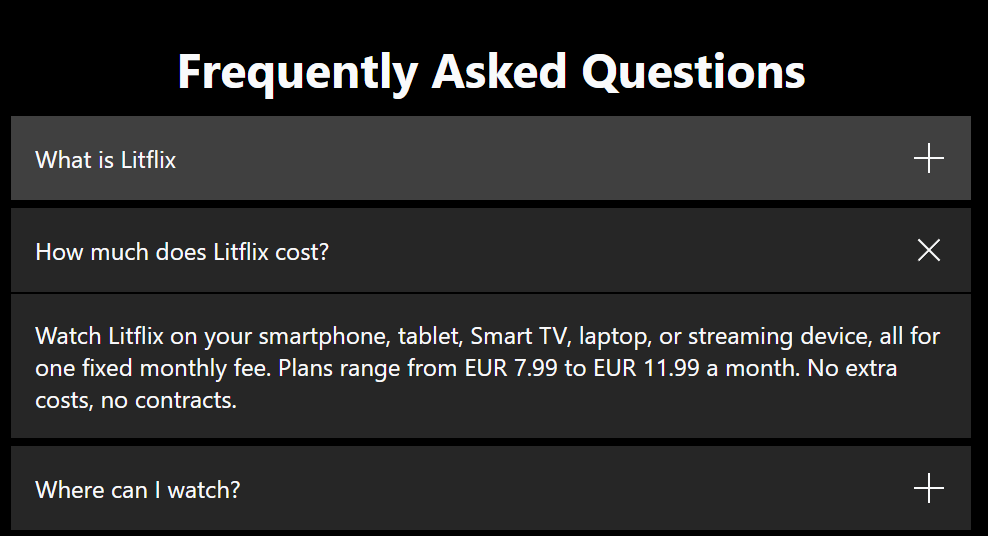 Frequently Asked Questions
What is Litflix
How much does Litflix cost?
Watch Litflix on your smartphone, tablet, Smart TV, laptop, or streaming device, all for
one fixed monthly fee. Plans range from EUR 7.99 to EUR 11.99 a month. No extra
costs, no contracts.
Where can I watch?